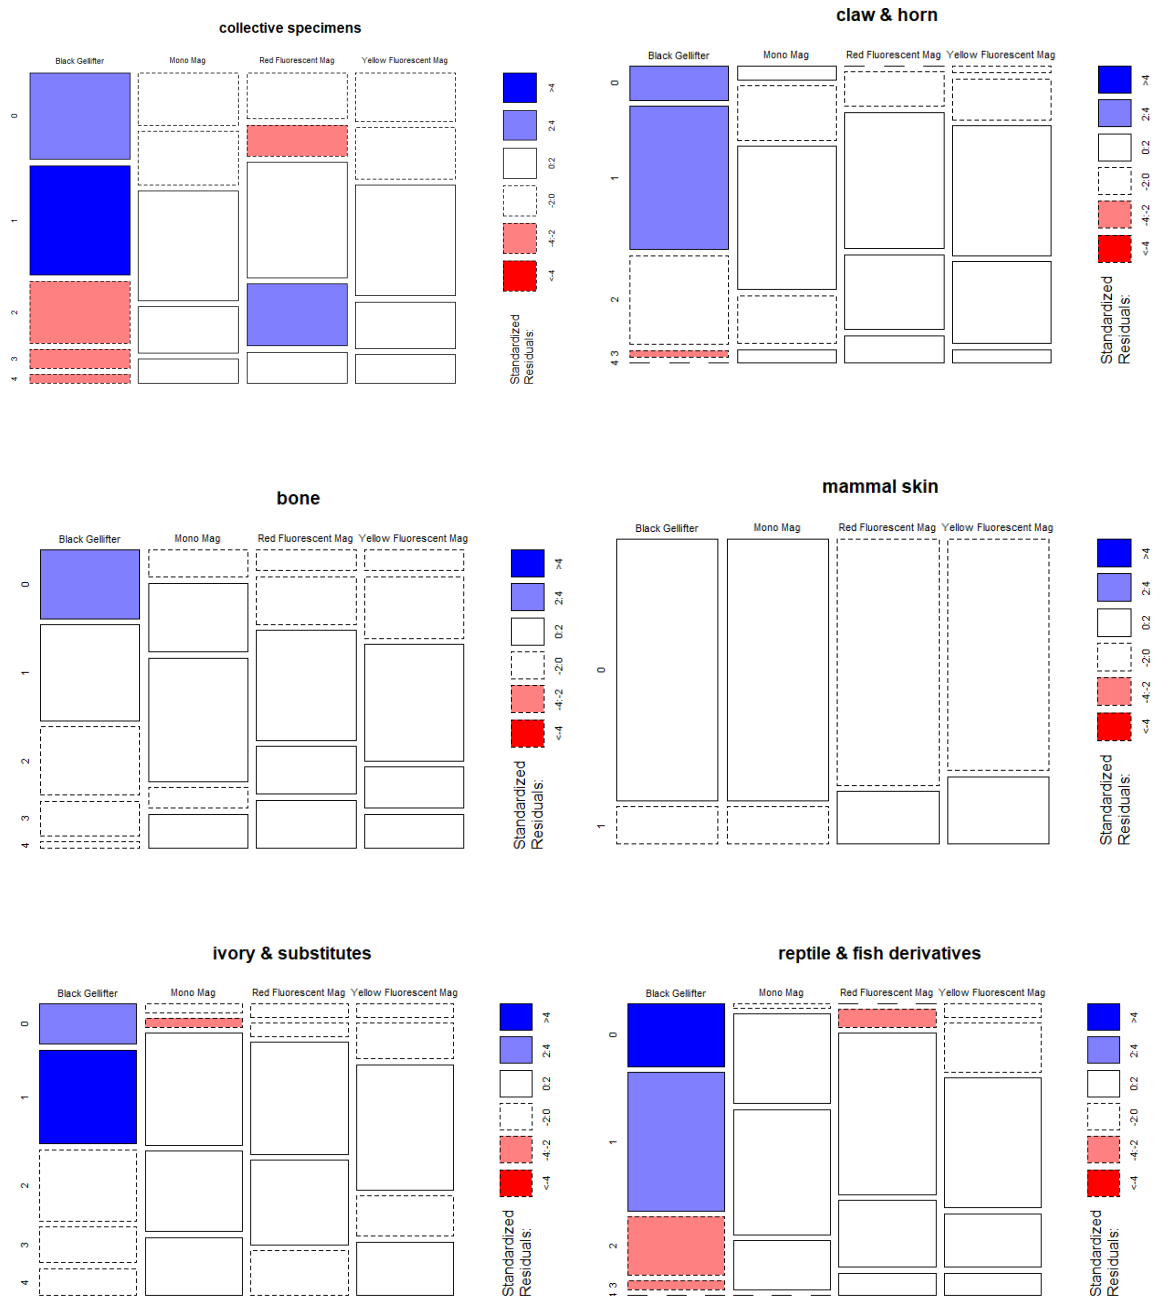 collective specimens
Black Gellifter Mono Mag Red Fluorescent Mag Yellow Fluorescent Mag
0
1
2
3
4
>4
2:4
0:2
-2:0
-4:-2
<-4
Standardized
Residuals:
claw & horn
Black Gellifter Mono Mag Red Fluorescent Mag Yellow Fluorescent Mag
0
1
2
3
4
>4
2:4
0:2
-2:0
-4:-2
<-4
Standardized
Residuals:
bone
Black Gellifter Mono Mag Red Fluorescent Mag Yellow Fluorescent Mag
0
1
2
3
4
>4
2:4
0:2
-2:0
-4:-2
<-4
Standardized
Residuals:
mammal skin
Black Gellifter Mono Mag Red Fluorescent Mag Yellow Fluorescent Mag
0
1
>4
2:4
0:2
-2:0
-4:-2
<-4
Standardized
Residuals:
ivory & substitutes
Black Gellifter Mono Mag Red Fluorescent Mag Yellow Fluorescent Mag
0
1
2
3
4
>4
2:4
0:2
-2:0
-4:-2
<-4
Standardized
Residuals:
reptile & fish derivatives
Black Gellifter Mono Mag Red Fluorescent Mag Yellow Fluorescent Mag
0
1
2
3
4
>4
2:4
0:2
-2:0
-4:-2
<-4
Standardized
Residuals: